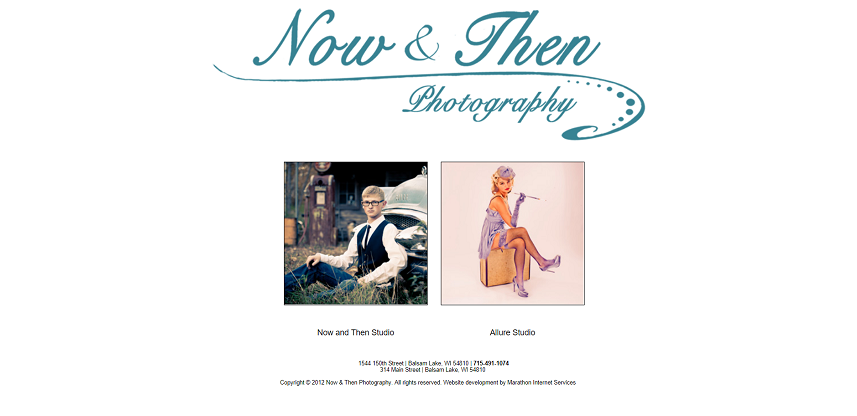 Now & Then
Photography
Now and Then Studio
Allure Studio
1544 150th Street | Balsam Lake, WI 54810 | 715-491-1074
314 Main Street | Balsam Lake, WI 54810
Copyright © 2012 Now & Then Photography. All rights reserved. Website development by Marathon Internet Services